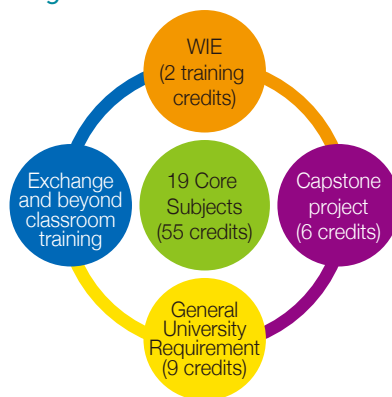 WIE
(2 training
credits)
Exchange
and beyond
classroom
training
19 Core
Subjects
(55 credits)
Capstone
project
(6 credits)
General
University
Requirement
(9 credits)